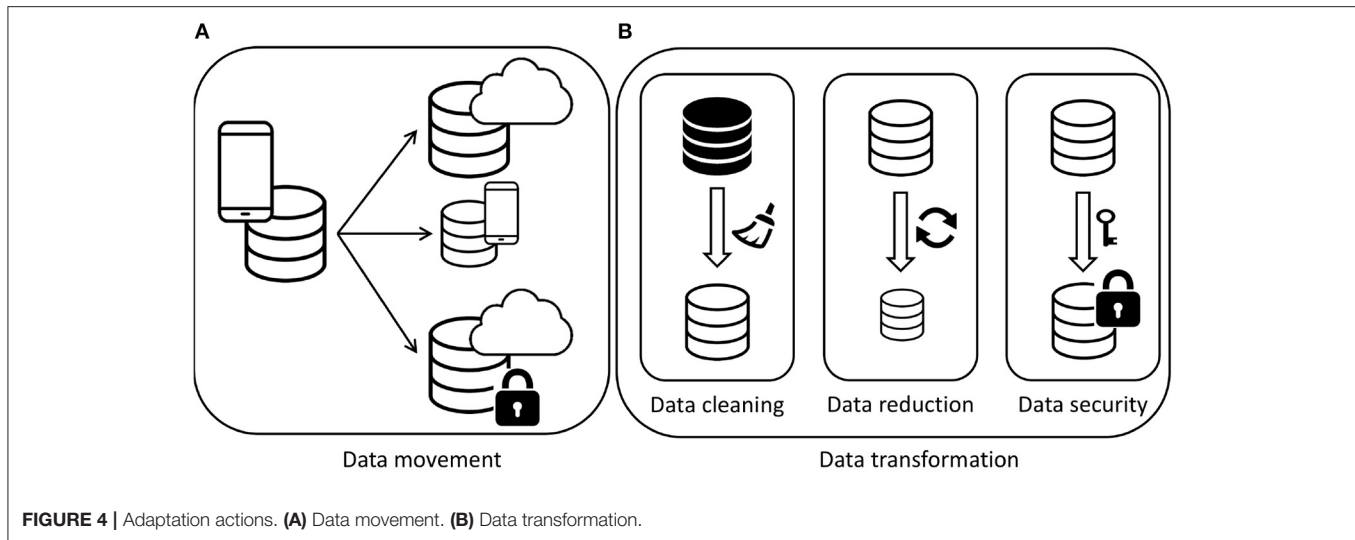 A
B
Data cleaning
Data reduction
Data security
Data movement
Data transformation
FIGURE 4 | Adaptation actions. (A) Data movement. (B) Data transformation.